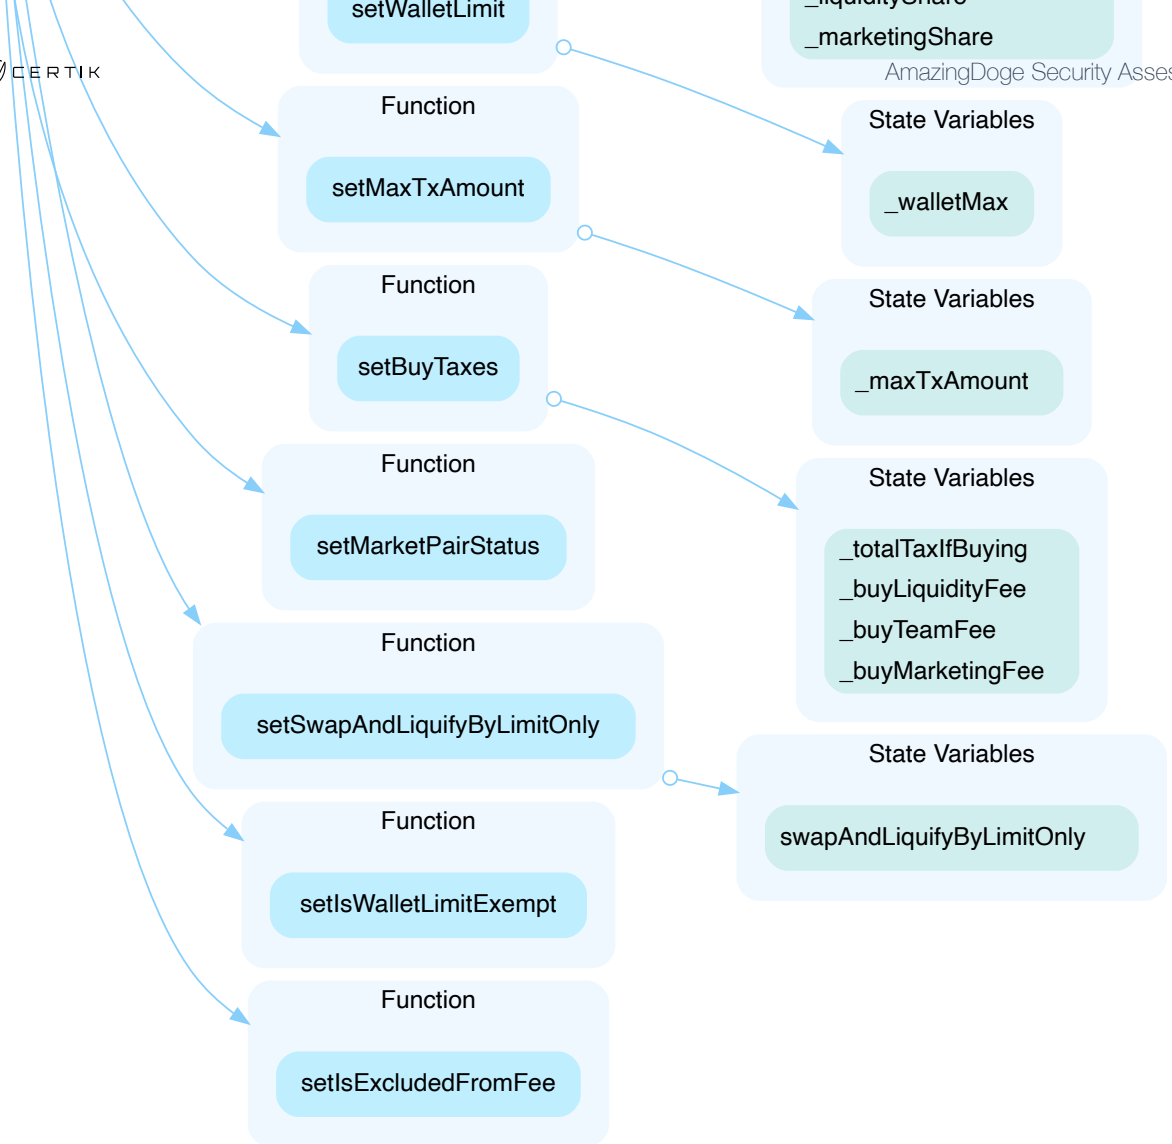 setWalletLimit
_liquidityShare
_marketingShare
CERTIK
AmazingDoge Security Asses
Function
setMaxTxAmount
State Variables
_walletMax
Function
setBuyTaxes
State Variables
_maxTxAmount
Function
setMarketPairStatus
State Variables
_totalTaxIfBuying
_buyLiquidityFee
_buyTeamFee
_buyMarketingFee
Function
setSwapAndLiquifyByLimitOnly
State Variables
swapAndLiquifyByLimitOnly
Function
setIsWalletLimitExempt
Function
setIsExcludedFromFee